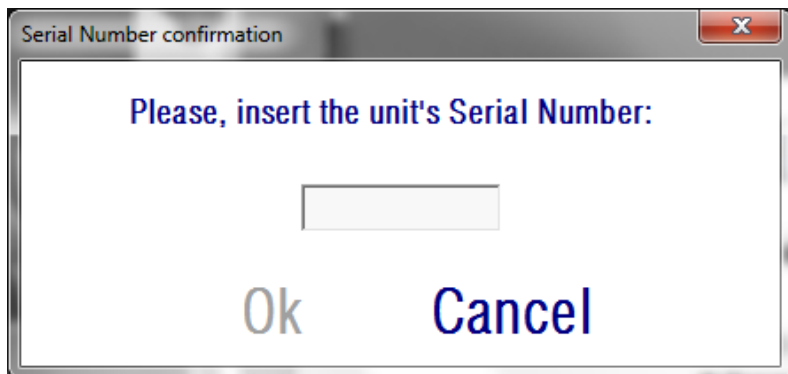 Serial Number confirmation
Please, insert the unit's Serial Number:
Ok Cancel